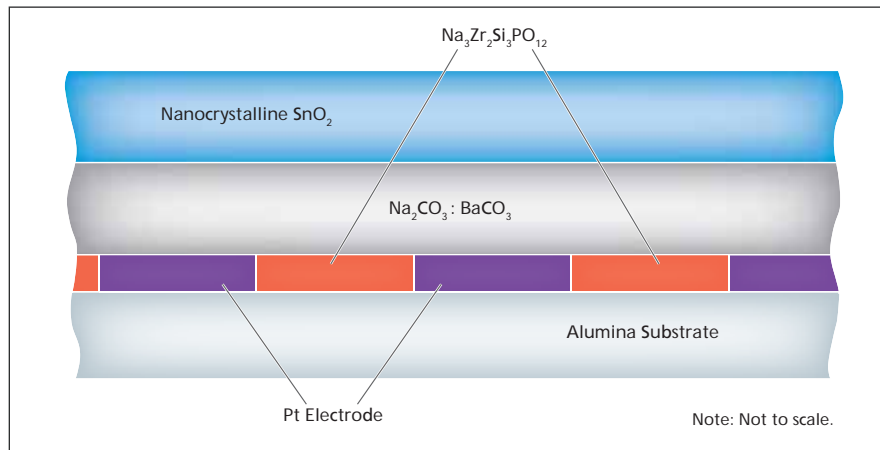 Na₃Zr₂Si₃PO₁₂
Nanocrystalline SnO₂
Na₂CO₃ : BaCO₃
Alumina Substrate
Pt Electrode
Note: Not to scale.